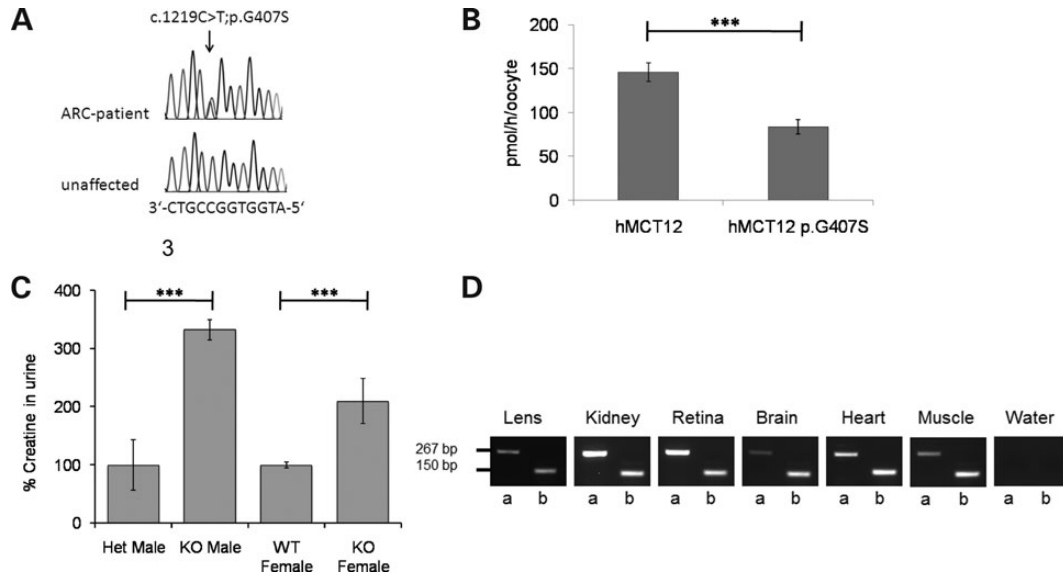 A
c.1219C>T;p.G407S
ARC-patient
unaffected
3‘-CTGCCGGTGGTA-5‘
3
B
pmol/h/oocyte
200
150
100
50
0
***
hMCT12
hMCT12 p.G407S
C
% Creatine in urine
400
300
200
100
0
***
***
Het Male
KO Male
WT Female
KO Female
D
Lens
Kidney
Retina
Brain
Heart
Muscle
Water
267 bp
150 bp
a b a b a b a b a b a b a b